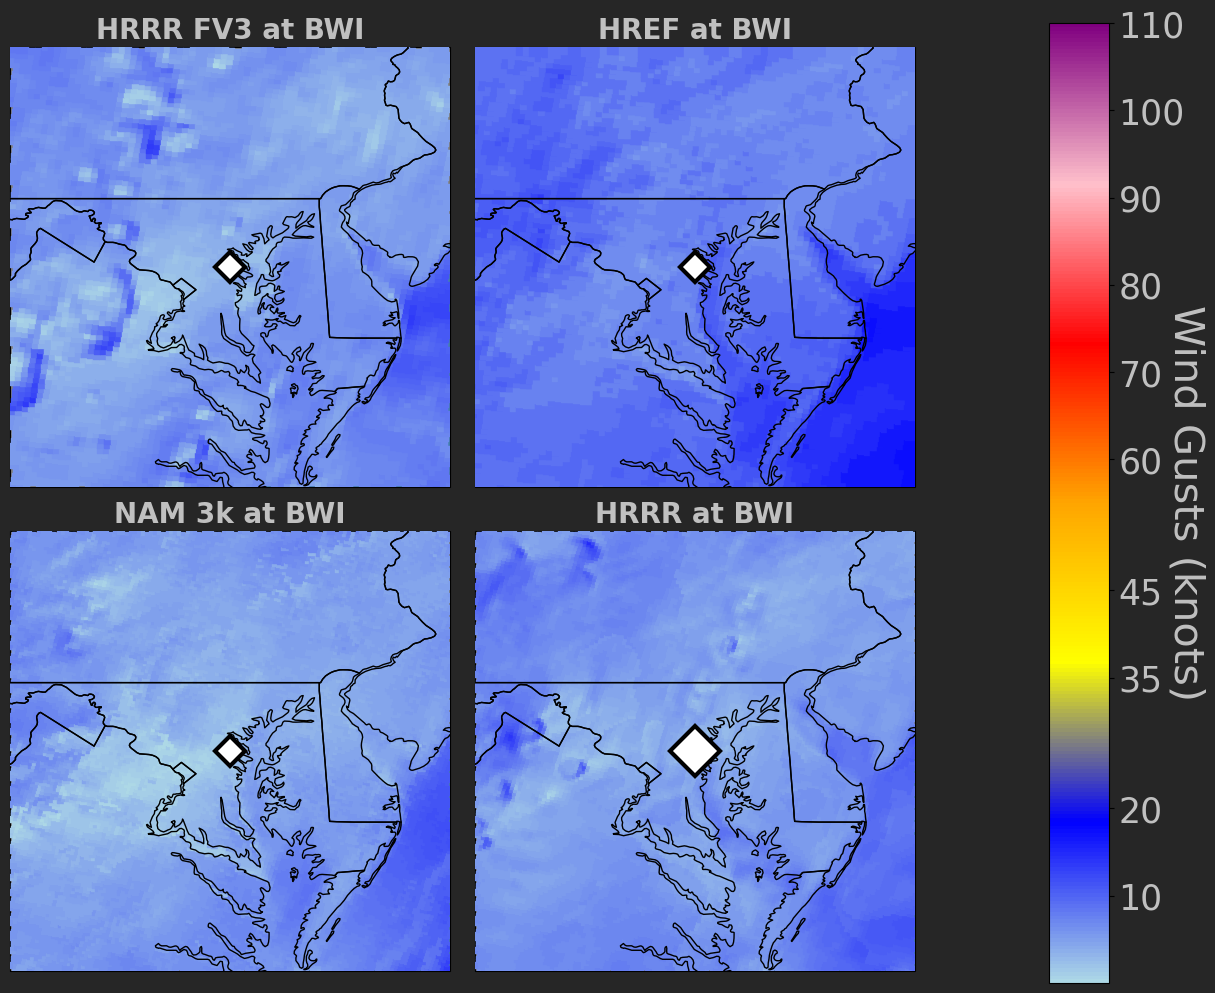 HRRR FV3 at BWI
HREF at BWI
NAM 3k at BWI
HRRR at BWI
110
100
90
80
70
60
45
35
20
10
Wind Gusts (knots)